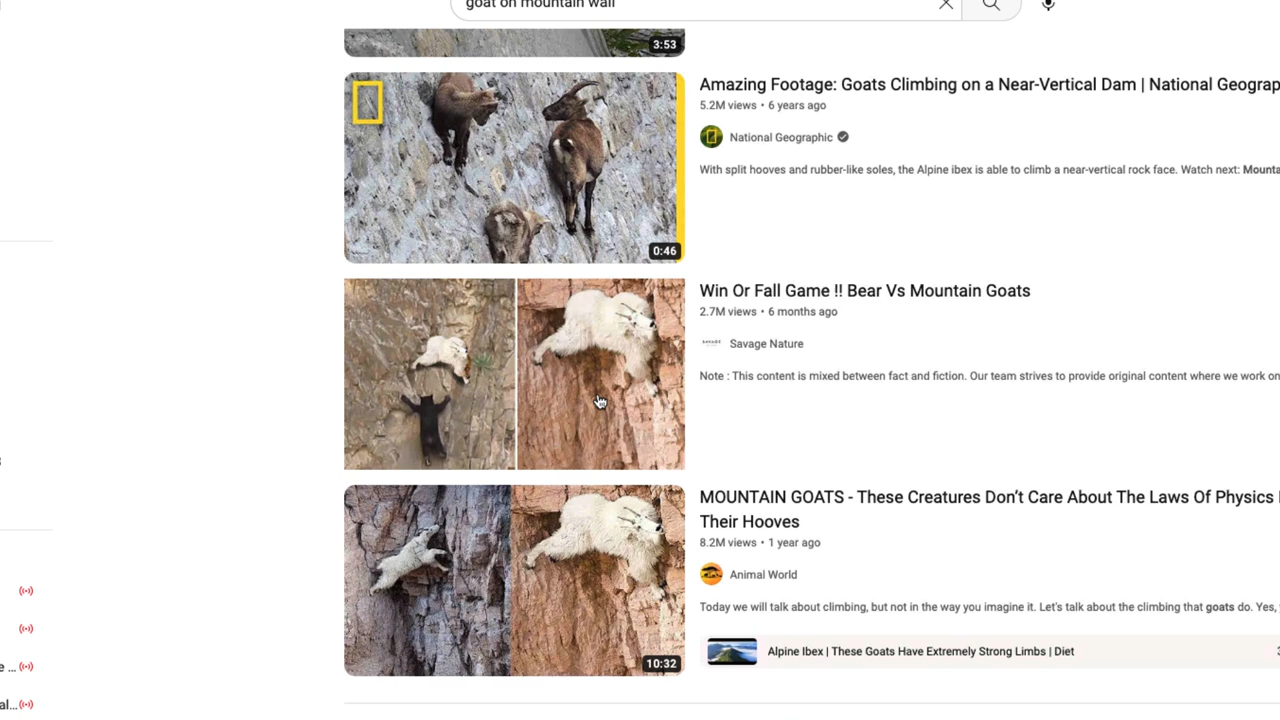 goat on mountain wall
3:53
Amazing Footage: Goats Climbing on a Near-Vertical Dam | National Geograp
5.2M views • 6 years ago
National Geographic
With split hooves and rubber-like soles, the Alpine ibex is able to climb a near-vertical rock face. Watch next: Mounta
0:46
Win Or Fall Game !! Bear Vs Mountain Goats
2.7M views • 6 months ago
Savage Nature
Note : This content is mixed between fact and fiction. Our team strives to provide original content where we work on
MOUNTAIN GOATS - These Creatures Don't Care About The Laws Of Physics
Their Hooves
8.2M views • 1 year ago
Animal World
Today we will talk about climbing, but not in the way you imagine it. Let's talk about the climbing that goats do. Yes,
10:32
Alpine Ibex | These Goats Have Extremely Strong Limbs | Diet
e ...
al...